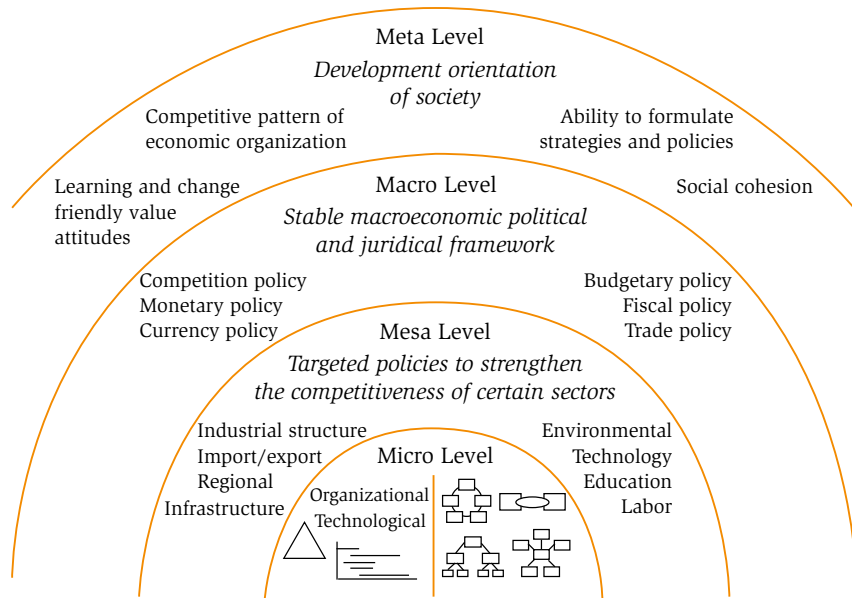 Meta Level
Development orientation
of society
Competitive pattern of
economic organization
Ability to formulate
strategies and policies
Learning and change
friendly value
attitudes
Social cohesion
Macro Level
Stable macroeconomic political
and juridical framework
Competition policy
Monetary policy
Currency policy
Budgetary policy
Fiscal policy
Trade policy
Mesa Level
Targeted policies to strengthen
the competitiveness of certain sectors
Industrial structure
Import/export
Regional
Infrastructure
Environmental
Technology
Education
Labor
Micro Level
Organizational
Technological